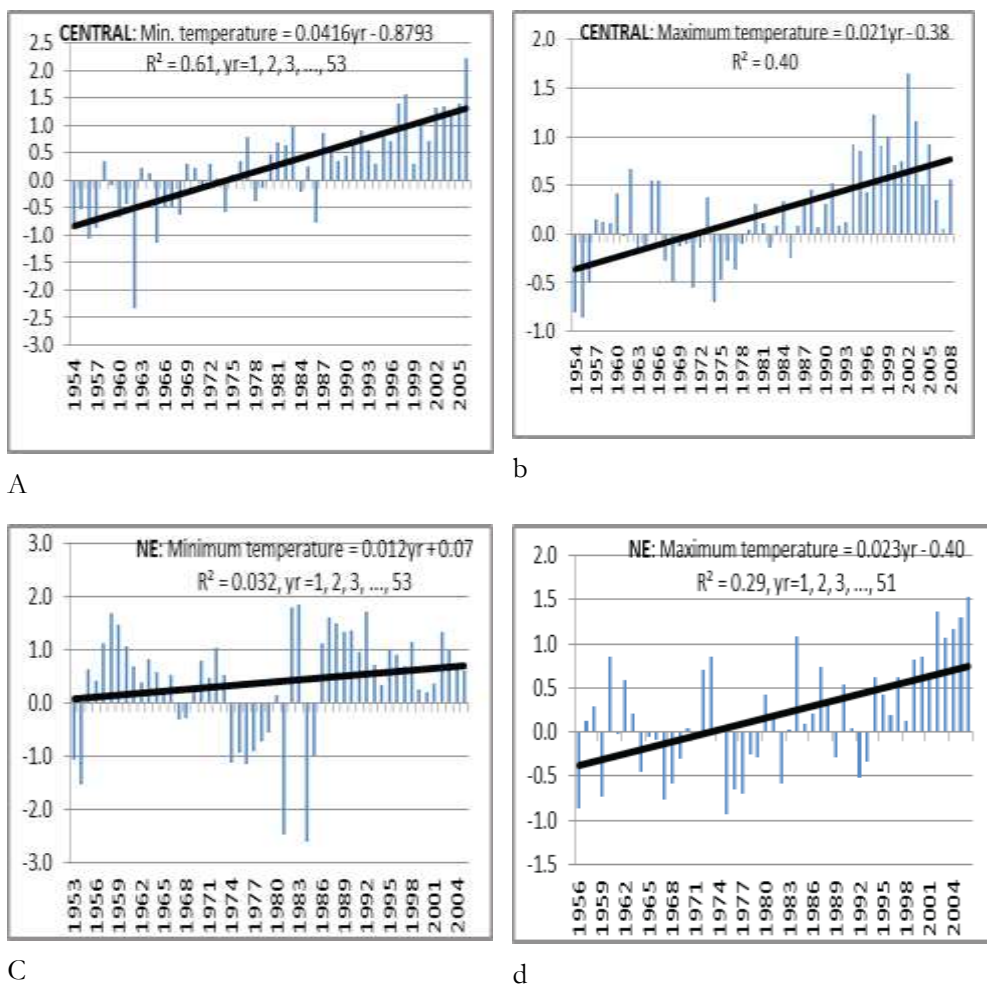 CENTRAL: Min. temperature = 0.0416yr - 0.8793
R² = 0.61, yr=1, 2, 3, ..., 53
2.5
2.0
1.5
1.0
0.5
0.0
-0.5
-1.0
-1.5
-2.0
-2.5
-3.0
1954 1957 1960 1963 1966 1969 1972 1975 1978 1981 1984 1987 1990 1993 1996 1999 2002 2005
A
CENTRAL: Maximum temperature = 0.021yr - 0.38
R² = 0.40
2.0
1.5
1.0
0.5
0.0
-0.5
-1.0
1954 1957 1960 1963 1966 1969 1972 1975 1978 1981 1984 1987 1990 1993 1996 1999 2002 2005 2008
b
NE: Minimum temperature = 0.012yr + 0.07
R² = 0.032, yr =1, 2, 3, ..., 53
3.0
2.0
1.0
0.0
-1.0
-2.0
-3.0
1953 1956 1959 1962 1965 1968 1971 1974 1977 1980 1983 1986 1989 1992 1995 1998 2001 2004
C
NE: Maximum temperature = 0.023yr - 0.40
R² = 0.29, yr=1, 2, 3, ..., 51
2.0
1.5
1.0
0.5
0.0
-0.5
-1.0
-1.5
1956 1959 1962 1965 1968 1971 1974 1977 1980 1983 1986 1989 1992 1995 1998 2001 2004
d